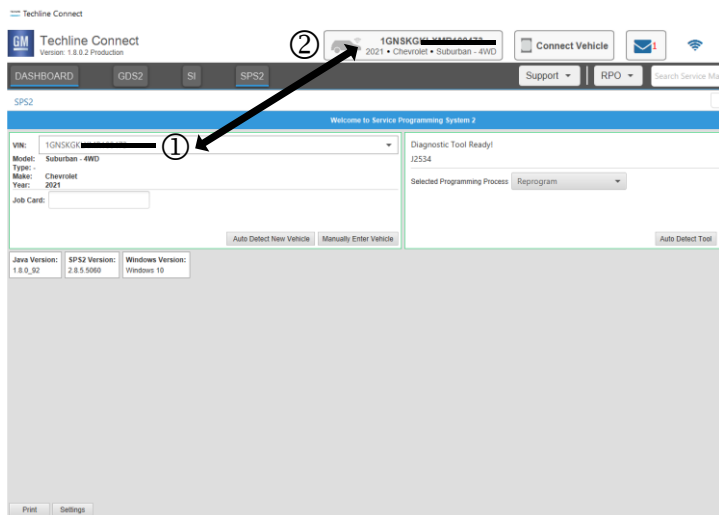 Techline Connect
GM
Techline Connect
Version: 1.8.0.2 Production
②
2021 • Chevrolet • Suburban - 4WD
Connect Vehicle
1
DASHBOARD
GDS2
SI
SPS2
Support
RPO
Search Service Ma
SPS2
Welcome to Service Programming System 2
VIN:
①
Model: Suburban - 4WD
Type: -
Make: Chevrolet
Year: 2021
Job Card:
Auto Detect New Vehicle
Manually Enter Vehicle
Diagnostic Tool Ready!
J2534
Selected Programming Process
Reprogram
Auto Detect Tool
Java Version:
1.8.0_92
SPS2 Version:
2.8.5.5060
Windows Version:
Windows 10
Print
Settings